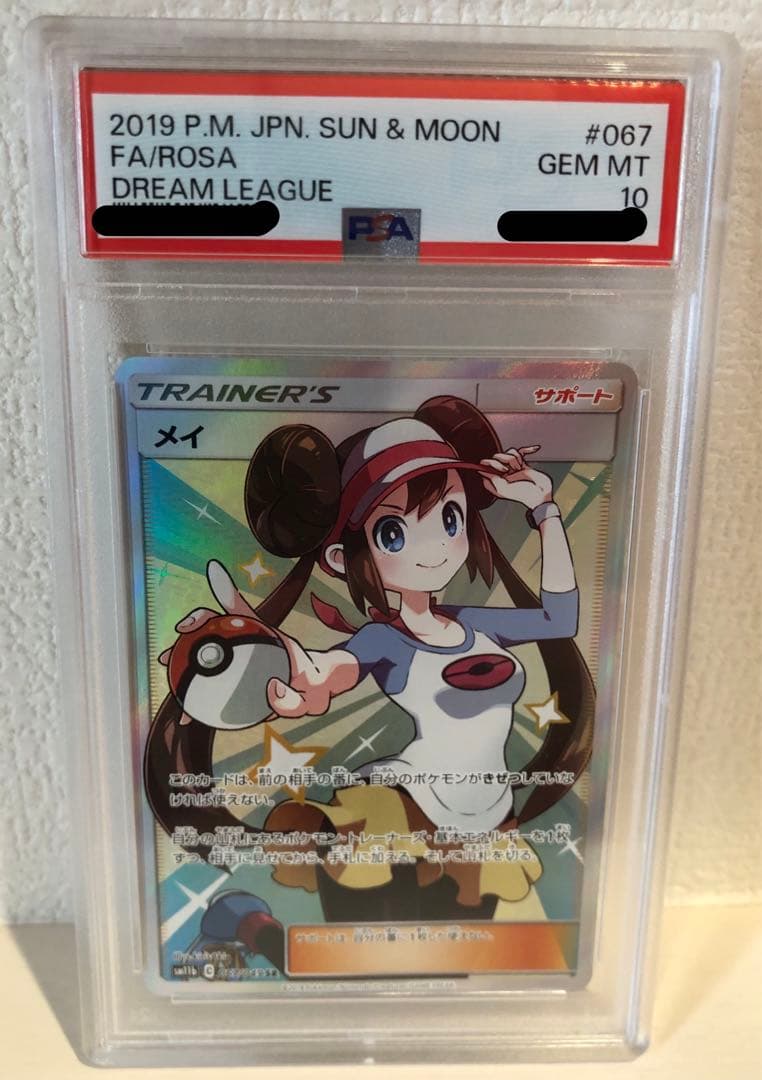 2019 P.M. JPN. SUN & MOON #067
FA/ROSA GEM MT
DREAM LEAGUE 10
PSA
TRAINER'S サポート
メイ
このカードは、前の相手の番に、自分のポケモンがきぜつしていな
ければ使えない。
自分の山札にあるポケモン・トレーナーズ・基本エネルギーを1枚
ずつ、相手に見せてから、手札に加える。そして山札を切る。
サポートは、自分の番に1枚しか使えない。
sm11b C